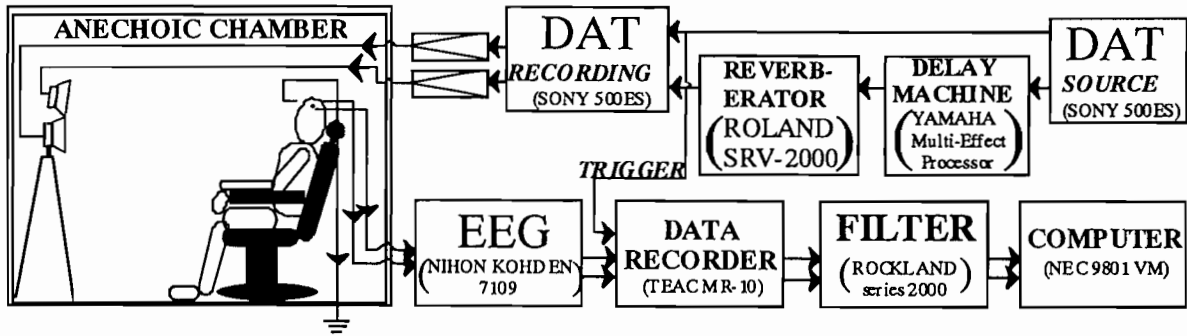 ANECHOIC CHAMBER
DAT
RECORDING
(SONY 500ES)
REVERB-
ERATOR
(ROLAND
SRV-2000)
DELAY
MACHINE
(YAMAHA
Multi-Effect
Processor)
DAT
SOURCE
(SONY 500ES)
TRIGGER
EEG
(NIHON KOHDEN
7109)
DATA
RECORDER
(TEAC MR-10)
FILTER
(ROCKLAND
series 2000)
COMPUTER
(NEC 9801 VM)